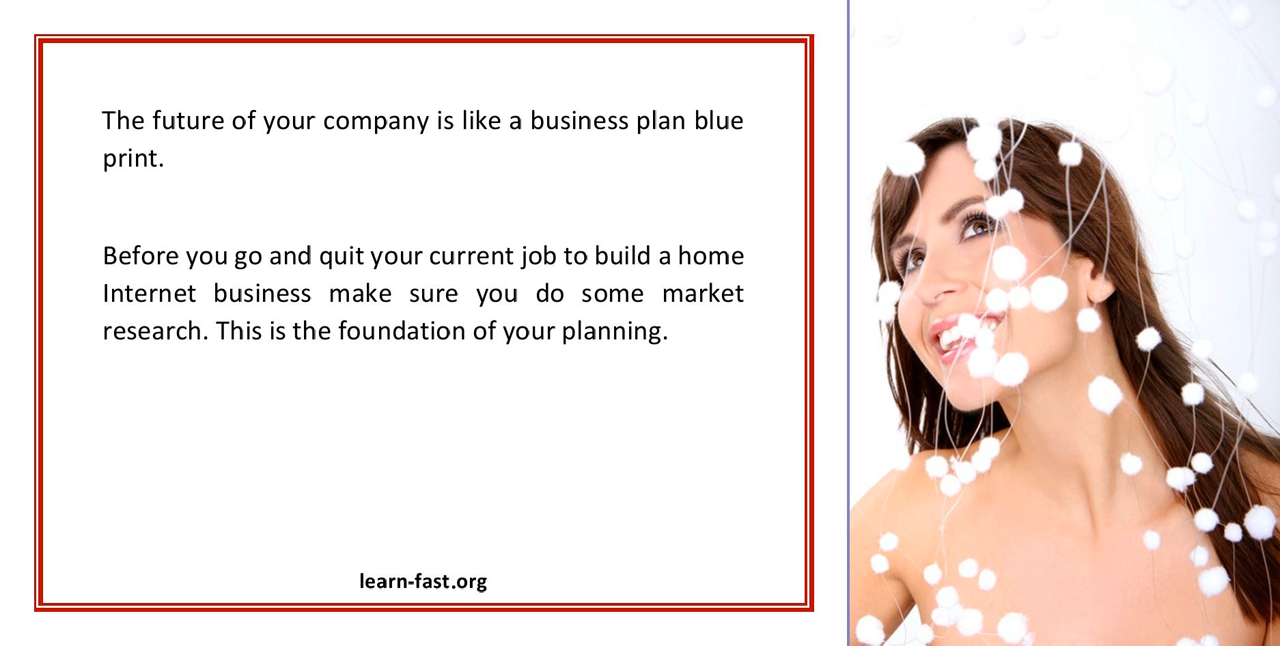 The future of your company is like a business plan blue
print.
Before you go and quit your current job to build a home
Internet business make sure you do some market
research. This is the foundation of your planning.
learn-fast.org